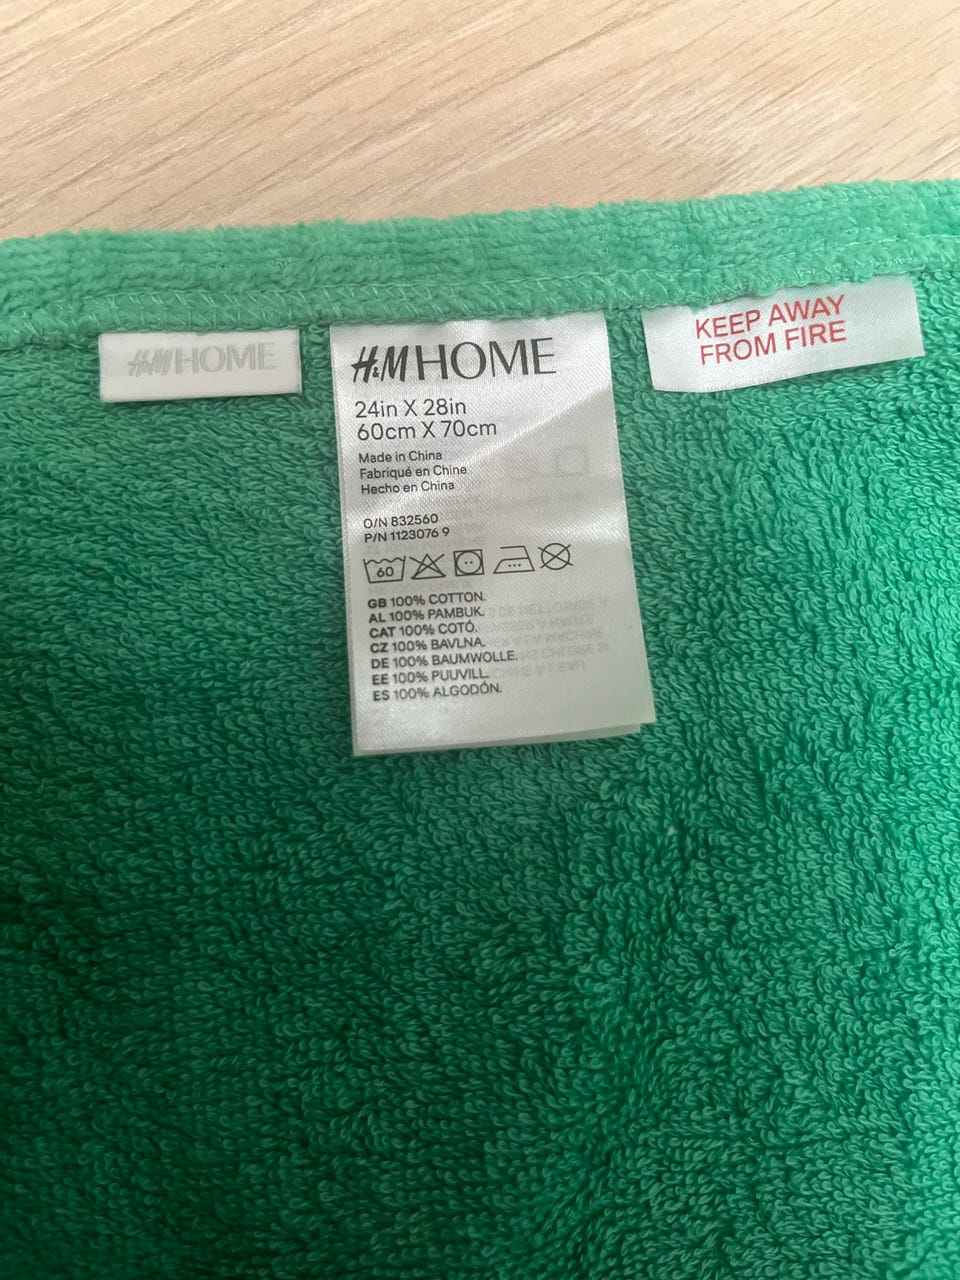 H&M HOME
H&M HOME
24in X 28in
60cm X 70cm
Made in China
Fabriqué en Chine
Hecho en China
O/N 832560
P/N 1123076 9
60
GB 100% COTTON.
AL 100% PAMBUK.
CAT 100% COTÓ.
CZ 100% BAVLNA.
DE 100% BAUMWOLLE.
EE 100% PUUVILL.
ES 100% ALGODÓN.
KEEP AWAY
FROM FIRE